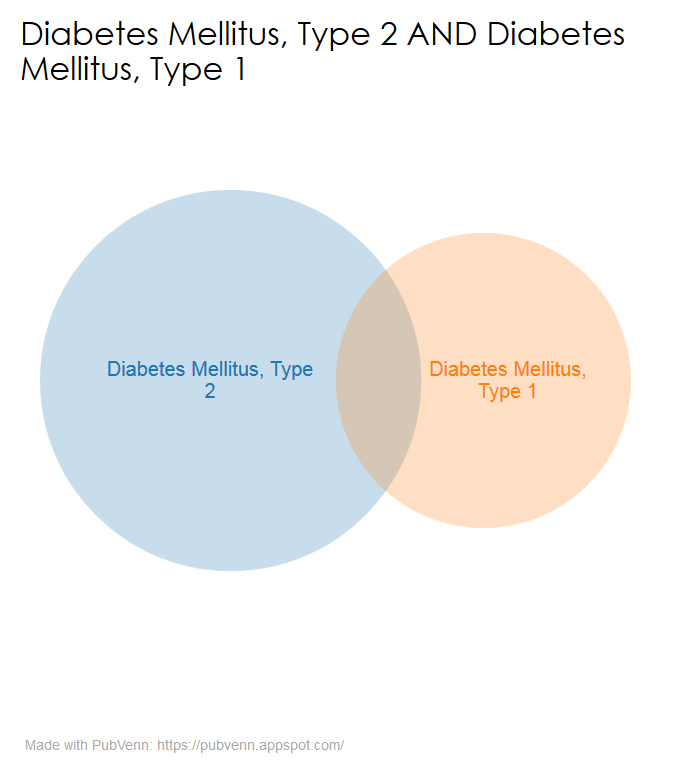 Diabetes Mellitus, Type 2 AND Diabetes
Mellitus, Type 1
Diabetes Mellitus, Type
2
Diabetes Mellitus,
Type 1
Made with PubVenn: https://pubvenn.appspot.com/